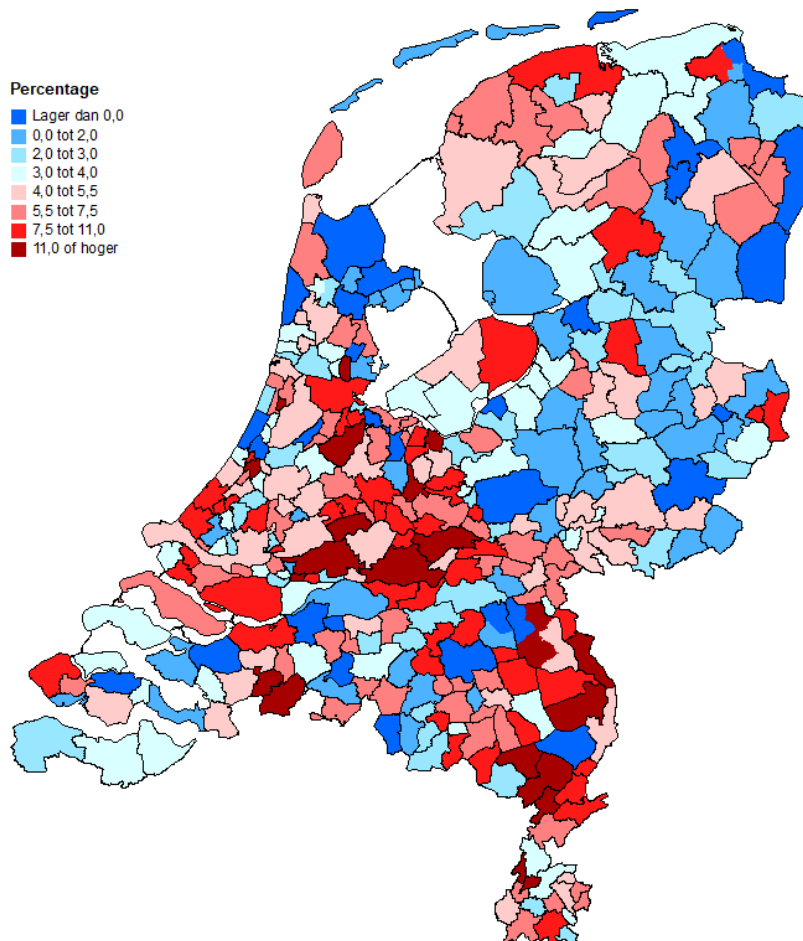 Percentage
Lager dan 0,0
0,0 tot 2,0
2,0 tot 3,0
3,0 tot 4,0
4,0 tot 5,5
5,5 tot 7,5
7,5 tot 11,0
11,0 of hoger